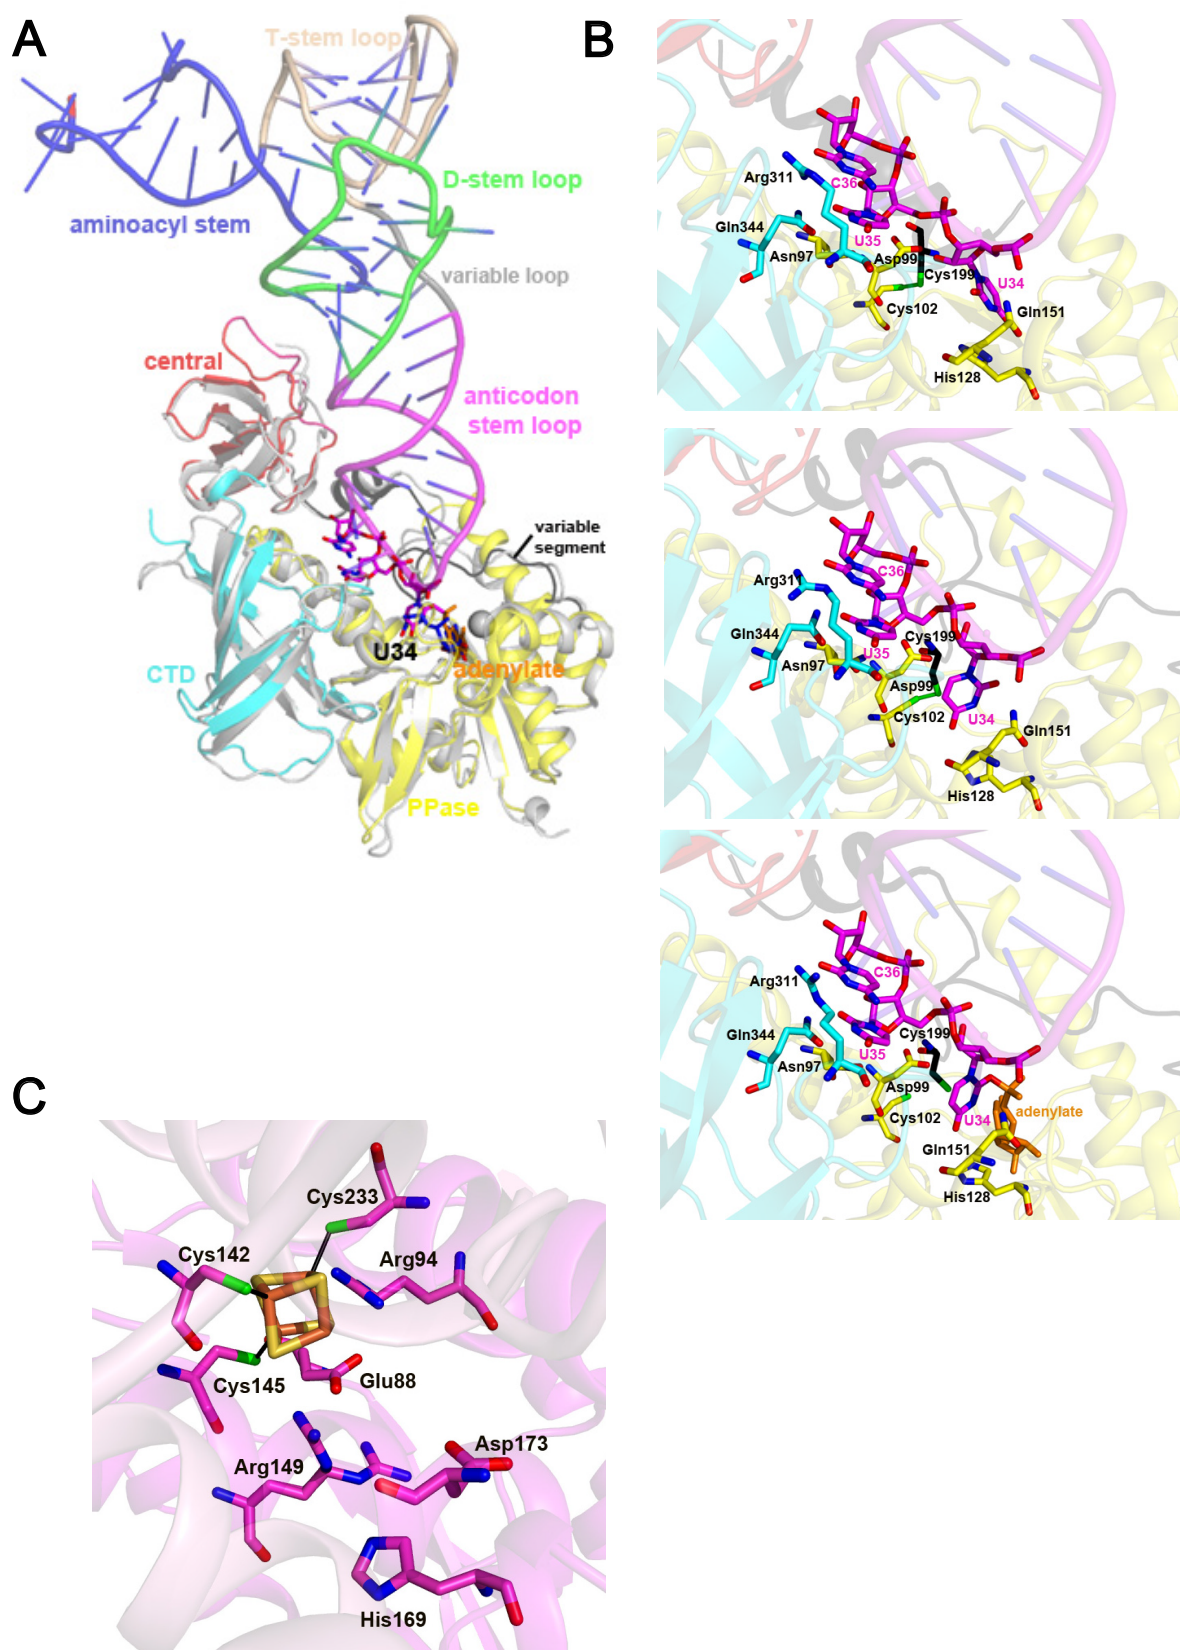 A
T-stem loop
D-stem loop
aminoacyl stem
variable loop
central
anticodon
stem loop
variable
segment
CTD
U34
adenylate
PPase
B
Arg311
C36
Gln344
U35
Asn97
Asp99
Cys199
U34
Cys102
Gln151
His128
C36
Arg311
Gln344
Cys199
U35
Asn97
Asp99
Cys102
U34
Gln151
His128
C36
Arg311
Gln344
Cys199
U35
Asn97
Asp99
adenylate
Cys102
U34
Gln151
His128
C
Cys233
Cys142
Arg94
Cys145
Glu88
Asp173
Arg149
His169